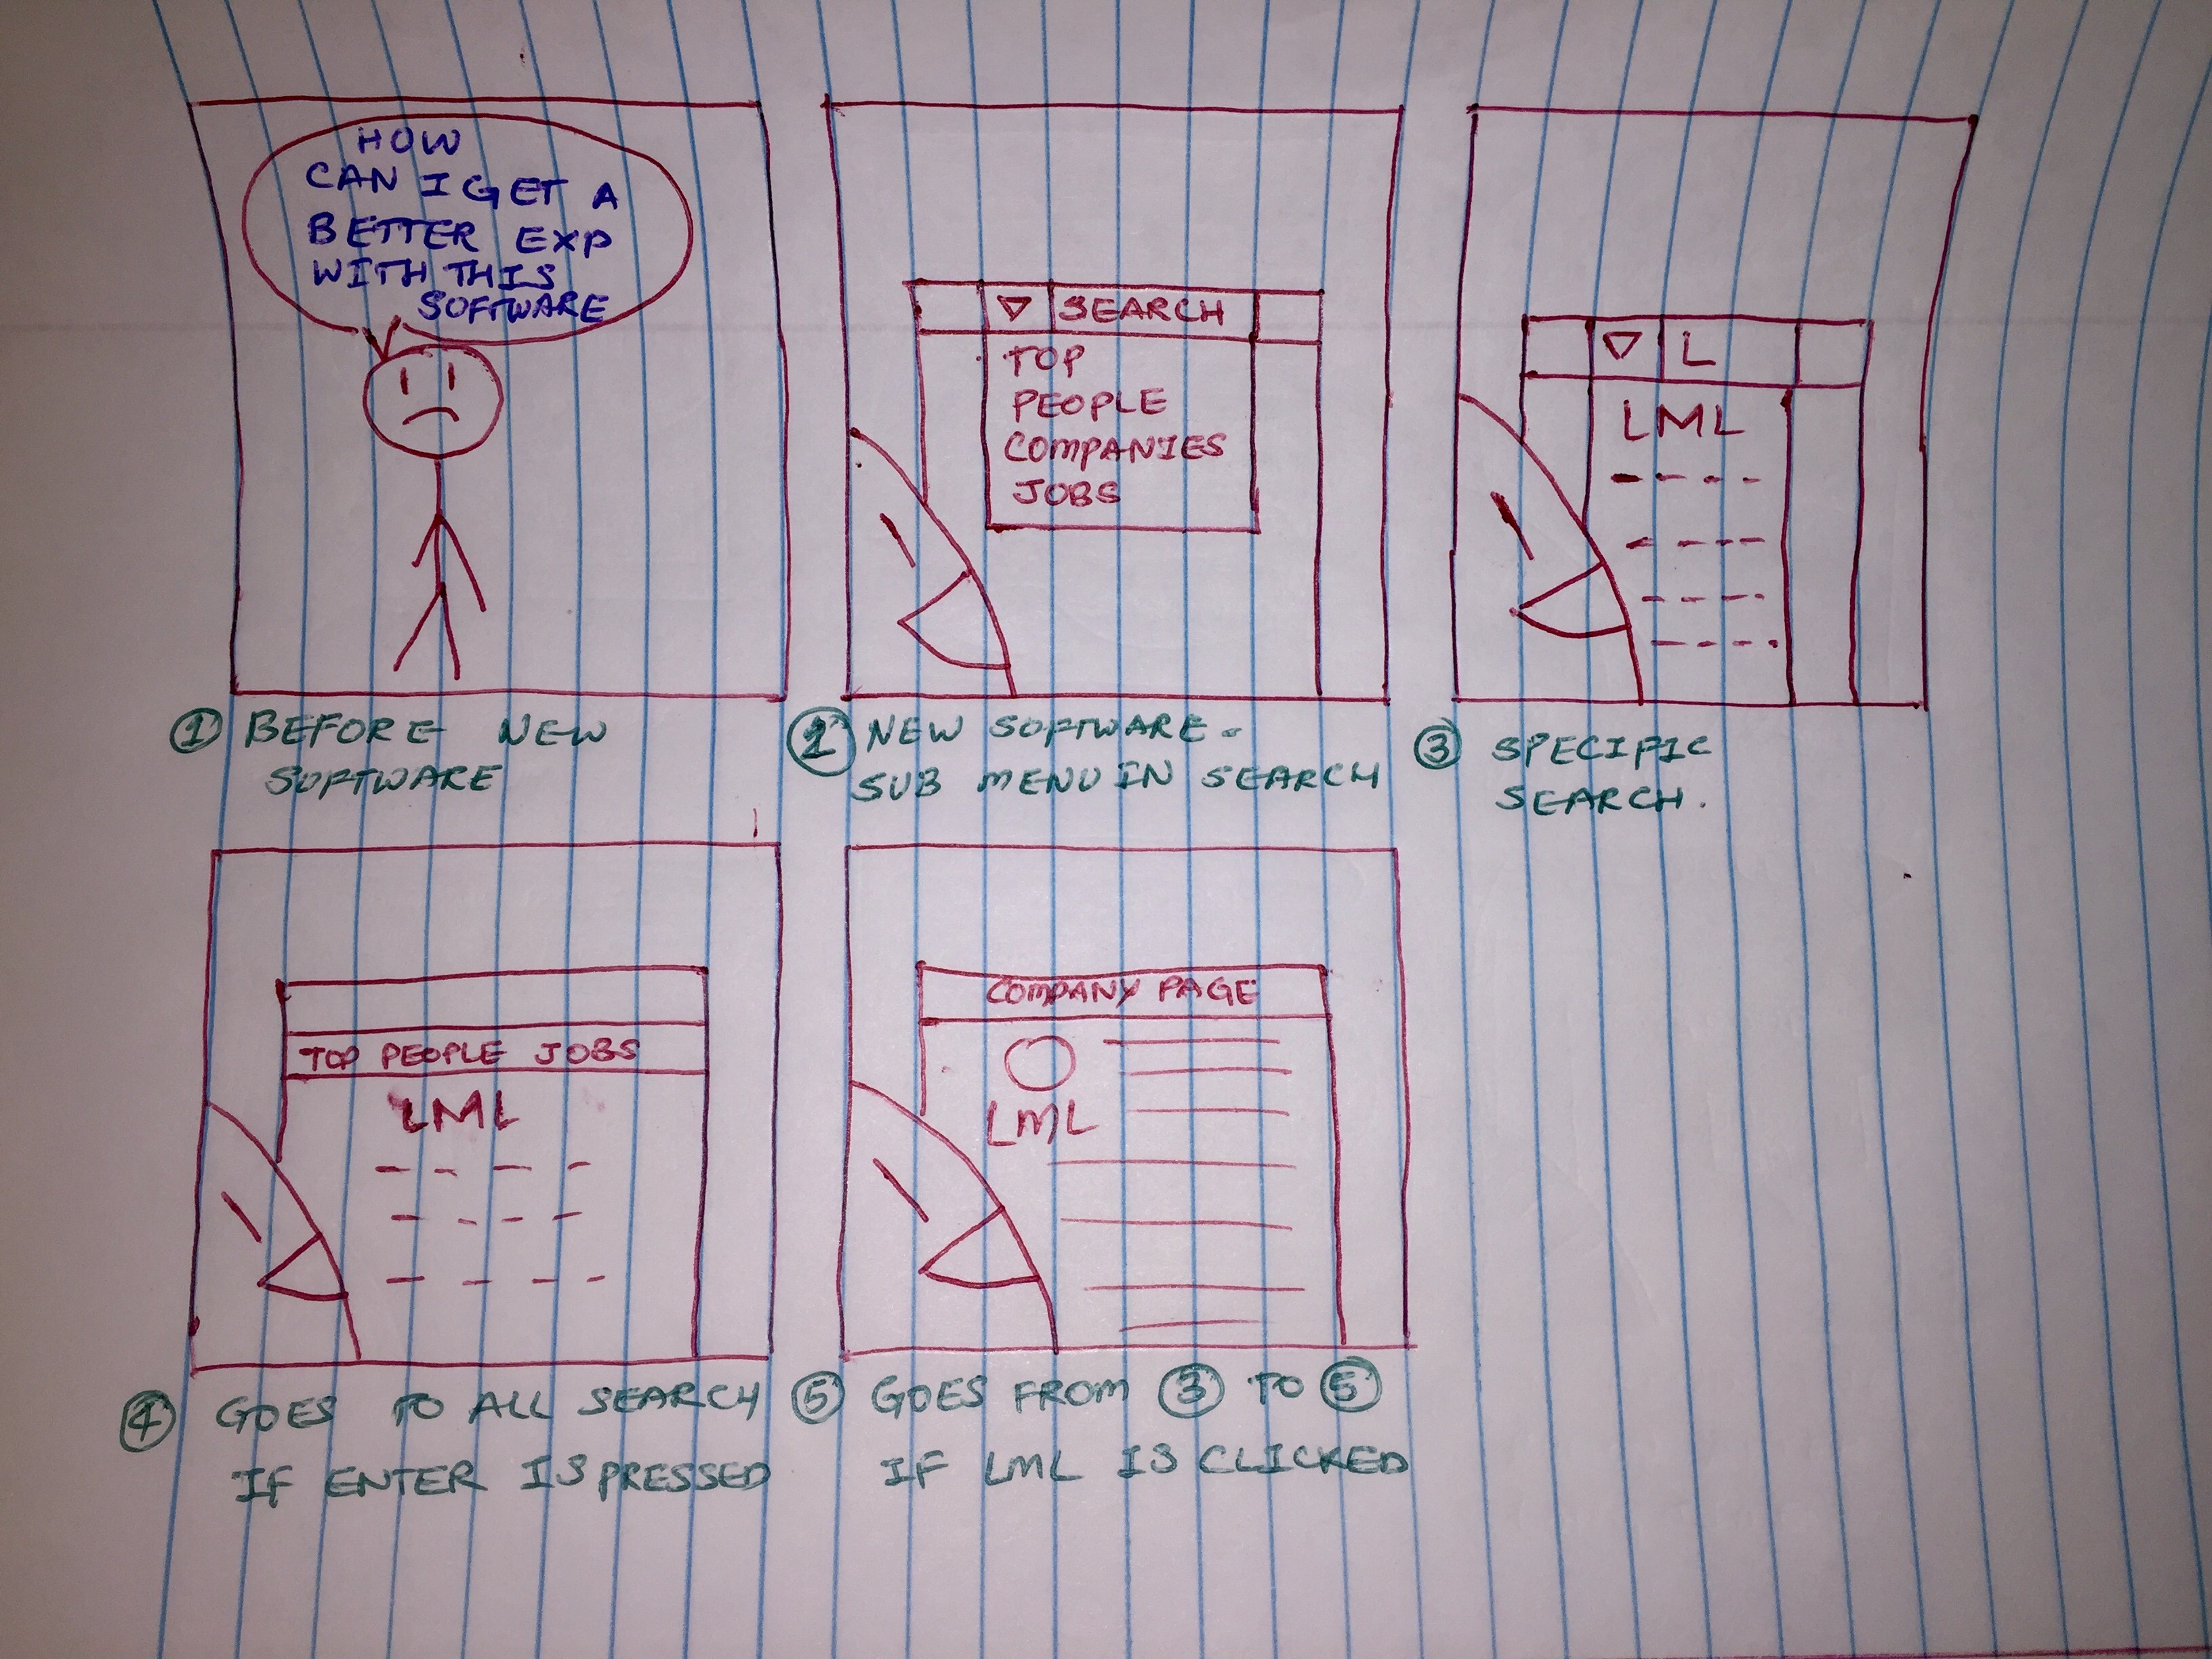 HOW
CAN I GET A
BETTER EXP
WITH THIS
SOFTWARE
① BEFORE NEW
SOFTWARE
SEARCH
TOP
PEOPLE
COMPANIES
JOBS
② NEW SOFTWARE -
SUB MENU IN SEARCH
L
LML
③ SPECIFIC
SEARCH.
TOP PEOPLE JOBS
LML
④ GOES TO ALL SEARCH
IF ENTER IS PRESSED
COMPANY PAGE
LML
⑤ GOES FROM ③ TO ⑤
IF LML IS CLICKED